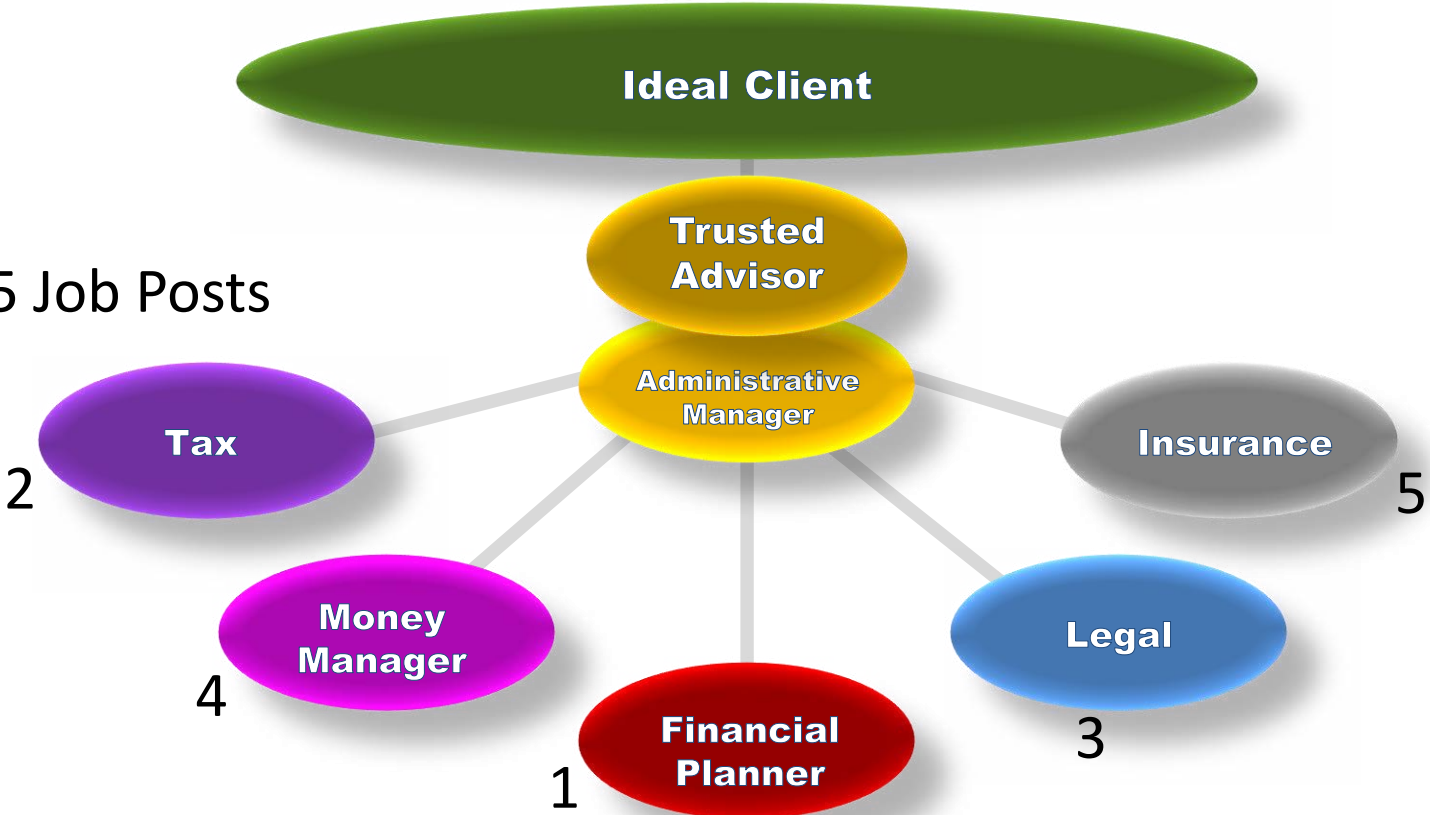 Ideal Client
Trusted
Advisor
5 Job Posts
Administrative
Manager
Tax
Insurance
2
5
Money
Manager
Legal
4
3
Financial
Planner
1